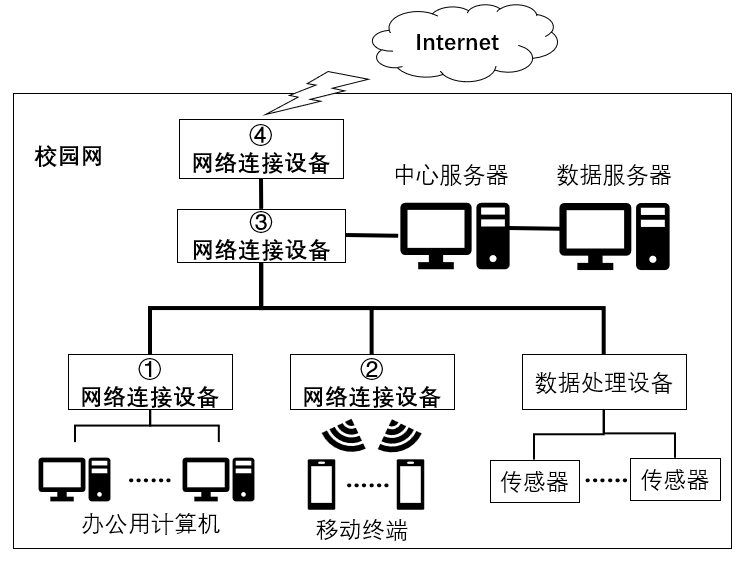 Internet
校园网
④
网络连接设备
中心服务器
数据服务器
③
网络连接设备
①
网络连接设备
②
网络连接设备
数据处理设备
传感器
······
传感器
······
办公用计算机
······
移动终端